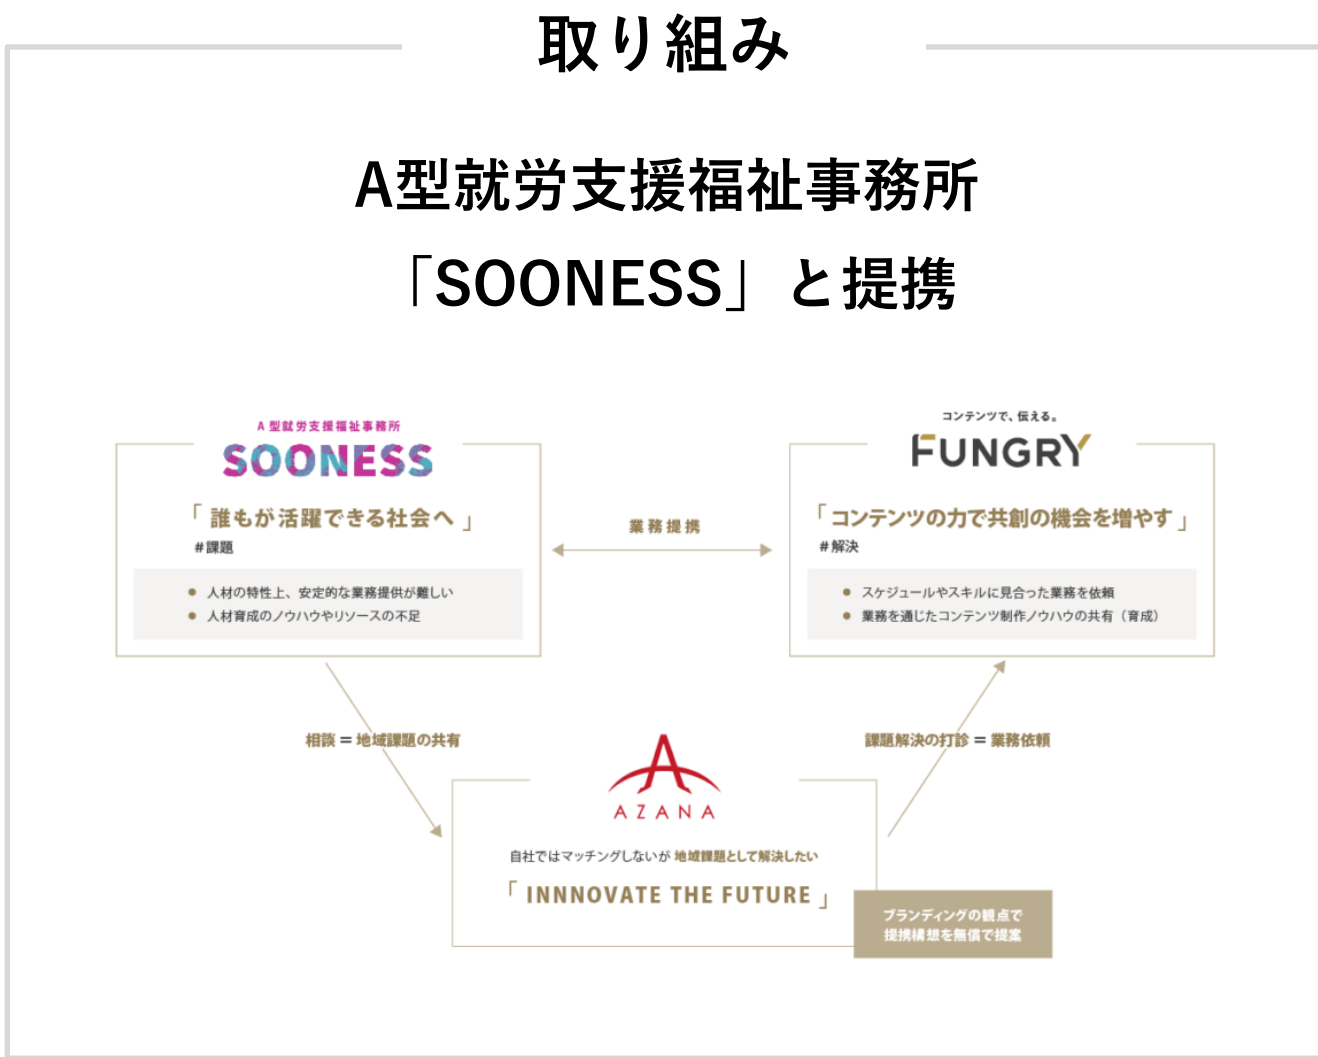 取り組み
A型就労支援福祉事務所
「SOONESS」と提携
A型就労支援福祉事務所
SOONESS
「誰もが活躍できる社会へ」
#課題
● 人材の特性上、安定的な業務提供が難しい
● 人材育成のノウハウやリソースの不足
業務提携
コンテンツで、伝える。
FUNGRY
「コンテンツの力で共創の機会を増やす」
#解決
● スケジュールやスキルに見合った業務を依頼
● 業務を通じたコンテンツ制作ノウハウの共有（育成）
相談＝地域課題の共有
課題解決の打診＝業務依頼
AZANA
自社ではマッチングしないが 地域課題として解決したい
「INNNOVATE THE FUTURE」
ブランディングの観点で
提携構想を無償で提案